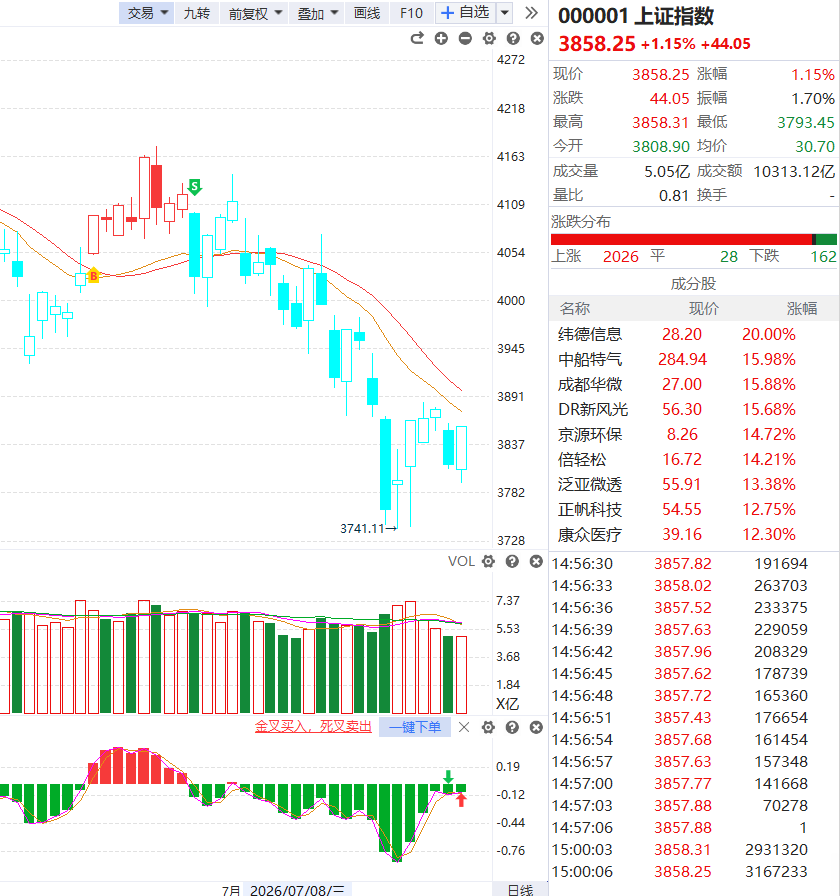 交易 九转 前复权 叠加 画线 F10 + 自选
000001 上证指数
3858.25 +1.15% +44.05
现价 3858.25 涨幅 1.15%
涨跌 44.05 振幅 1.70%
最高 3858.31 最低 3793.45
今开 3808.90 均价 30.70
成交量 5.05亿 成交额 10313.12亿
量比 0.81 换手 -
涨跌分布
上涨 2026 平 28 下跌 162
成分股
名称 现价 涨幅
纬德信息 28.20 20.00%
中船特气 284.94 15.98%
成都华微 27.00 15.88%
DR新风光 56.30 15.68%
京源环保 8.26 14.72%
倍轻松 16.72 14.21%
泛亚微透 55.91 13.38%
正帆科技 54.55 12.75%
康众医疗 39.16 12.30%
14:56:30 3857.82 191694
14:56:33 3858.02 263703
14:56:36 3857.52 233375
14:56:39 3857.63 229059
14:56:42 3857.96 208329
14:56:45 3857.62 178739
14:56:48 3857.72 165360
14:56:51 3857.43 176654
14:56:54 3857.68 161454
14:56:57 3857.63 157348
14:57:00 3857.77 141668
14:57:03 3857.88 70278
14:57:06 3857.88 1
15:00:03 3858.31 2931320
15:00:06 3858.25 3167233
4272
4218
4163
4109
4054
4000
3945
3891
3837
3782
3728
S
B
3741.11→
VOL
7.37
5.53
3.68
1.84
X亿
金叉买入，死叉卖出 一键下单
0.19
-0.12
-0.44
-0.76
7月 2026/07/08/三 日线